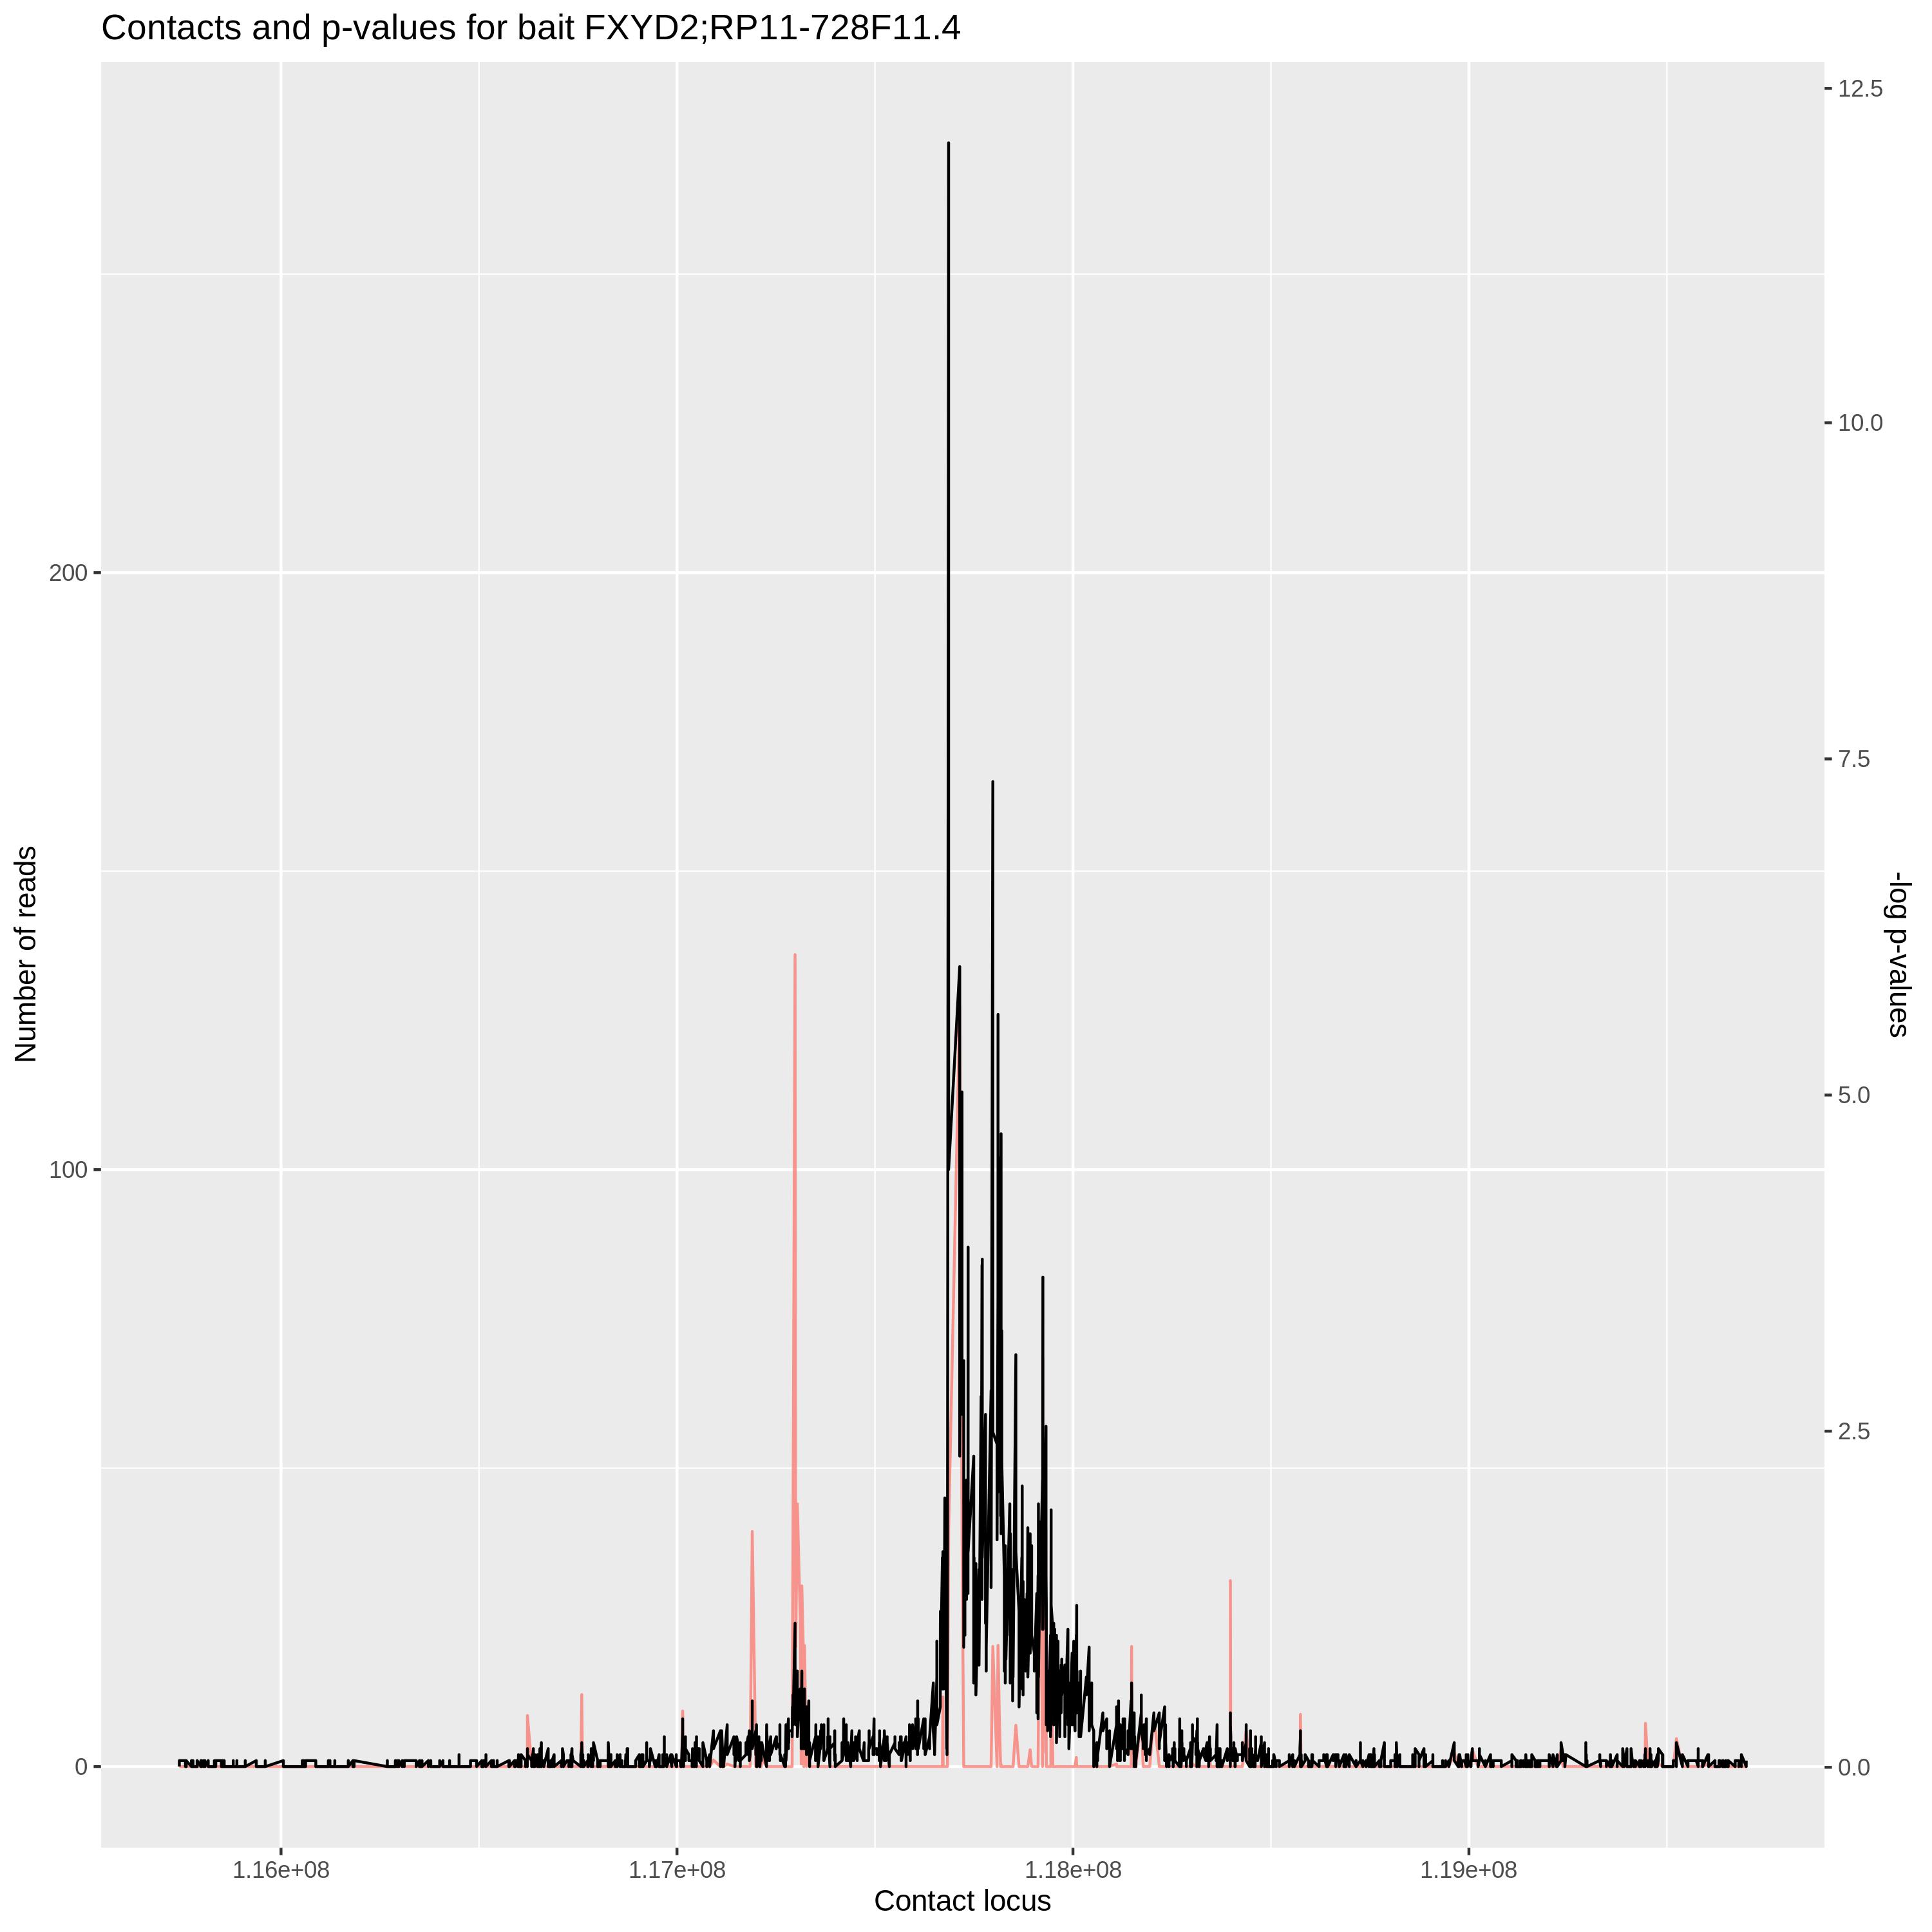 Contacts and p-values for bait FXYD2;RP11-728F11.4
12.5
10.0
200
7.5
Number of reads
-log p-values
5.0
100
2.5
0
0.0
1.16e+08
1.17e+08
1.18e+08
1.19e+08
Contact locus